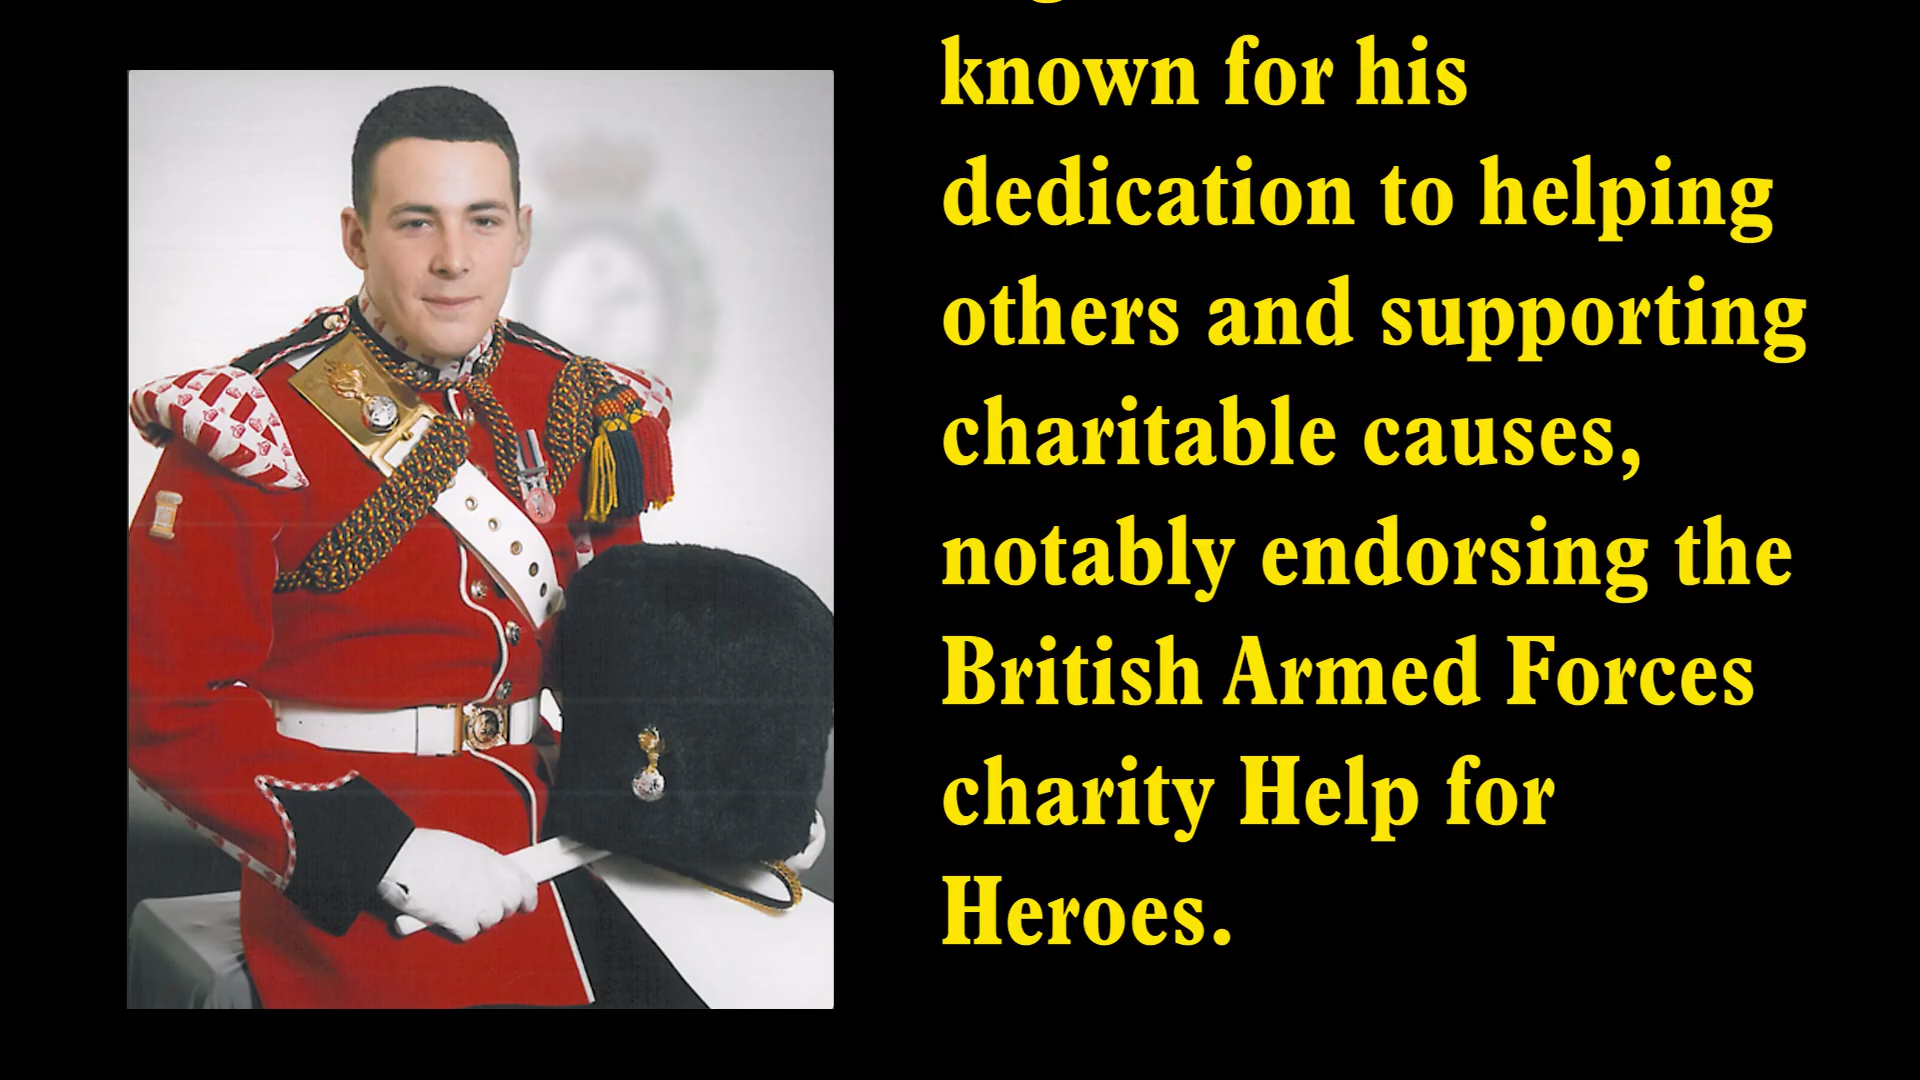 known for his
dedication to helping
others and supporting
charitable causes,
notably endorsing the
British Armed Forces
charity Help for
Heroes.